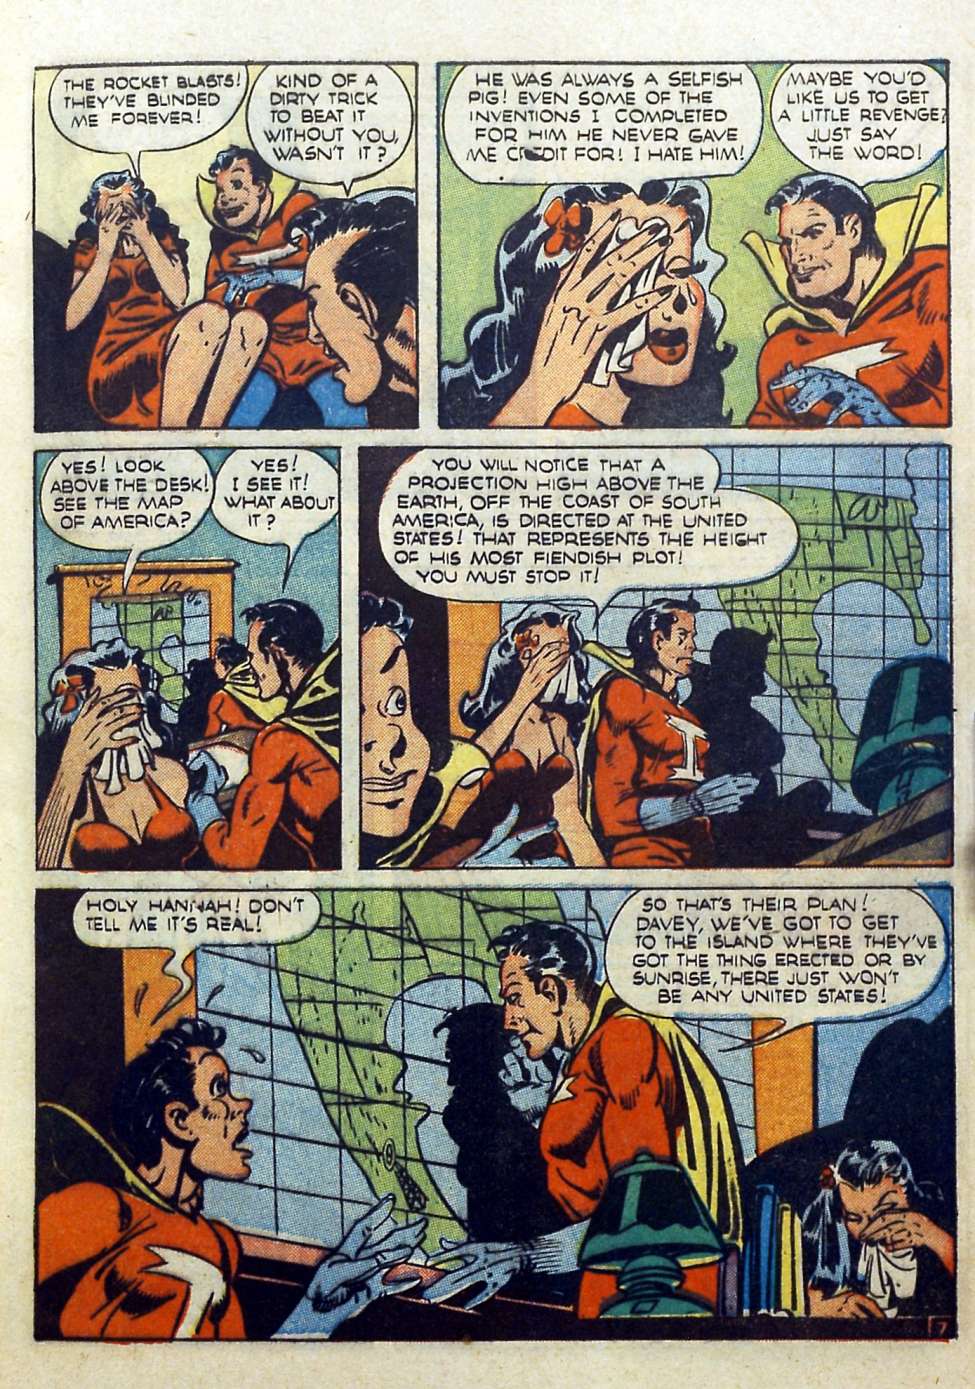 THE ROCKET BLASTS!
THEY'VE BLINDED
ME FOREVER!
KIND OF A
DIRTY TRICK
TO BEAT IT
WITHOUT YOU,
WASN'T IT?
HE WAS ALWAYS A SELFISH
PIG! EVEN SOME OF THE
INVENTIONS I COMPLETED
FOR HIM HE NEVER GAVE
ME CREDIT FOR! I HATE HIM!
MAYBE YOU'D
LIKE US TO GET
A LITTLE REVENGE?
JUST SAY
THE WORD!
YES! LOOK
ABOVE THE DESK!
SEE THE MAP
OF AMERICA?
YES!
I SEE IT!
WHAT ABOUT
IT?
YOU WILL NOTICE THAT A
PROJECTION HIGH ABOVE THE
EARTH, OFF THE COAST OF SOUTH
AMERICA, IS DIRECTED AT THE UNITED
STATES! THAT REPRESENTS THE HEIGHT
OF HIS MOST FIENDISH PLOT!
YOU MUST STOP IT!
HOLY HANNAH! DON'T
TELL ME IT'S REAL!
SO THAT'S THEIR PLAN!
DAVEY, WE'VE GOT TO GET
TO THE ISLAND WHERE THEY'VE
GOT THE THING ERECTED OR BY
SUNRISE, THERE JUST WON'T
BE ANY UNITED STATES!
7